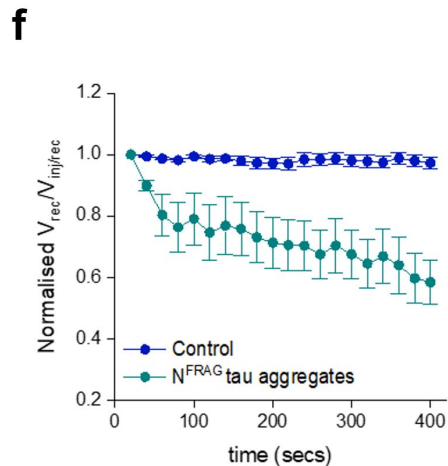 f
Normalised V_rec/V_inj/rec
1.2
1.0
0.8
0.6
0.4
0.2
Control
N^FRAG tau aggregates
0
100
200
300
400
time (secs)